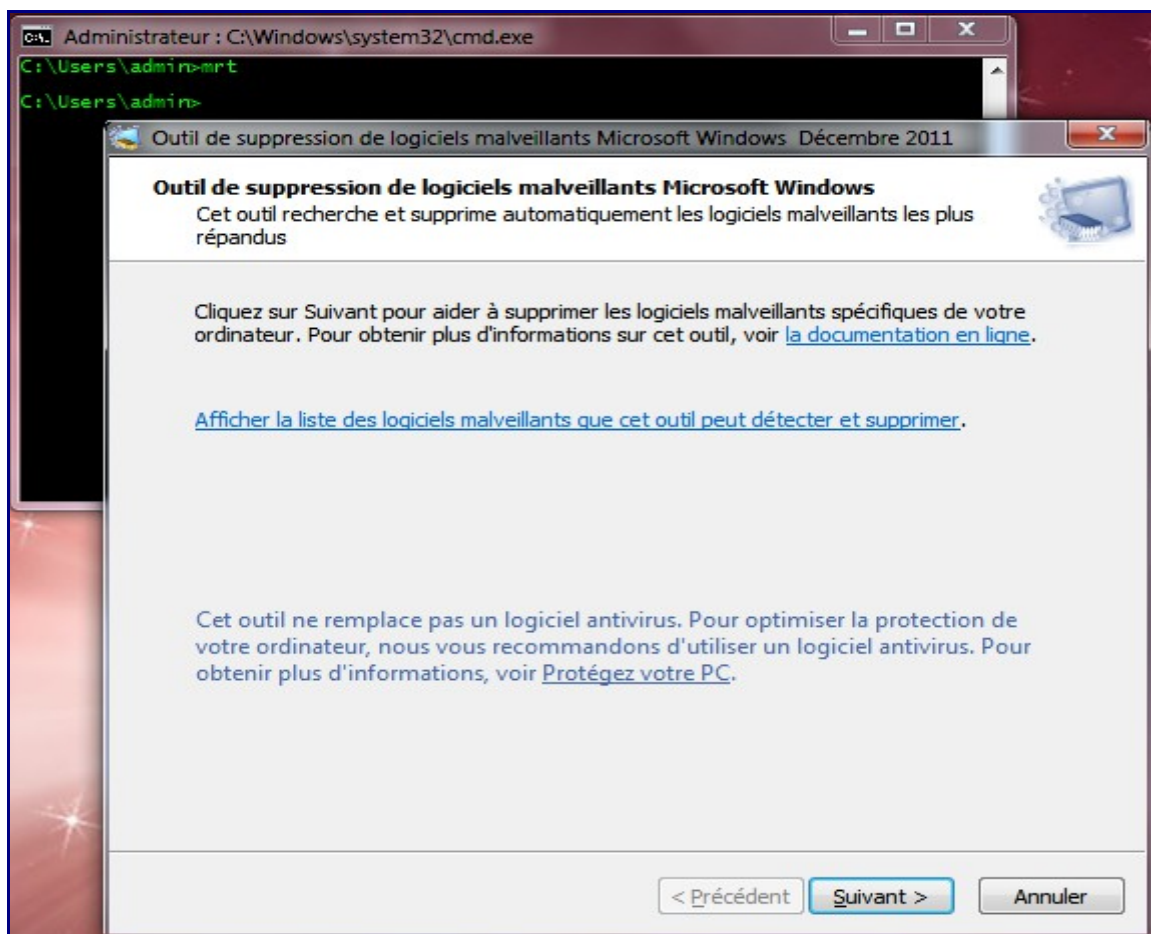 Administrateur : C:\Windows\system32\cmd.exe
C:\Users\admin>mrt
C:\Users\admin>
Outil de suppression de logiciels malveillants Microsoft Windows Décembre 2011
Outil de suppression de logiciels malveillants Microsoft Windows
Cet outil recherche et supprime automatiquement les logiciels malveillants les plus
répandus
Cliquez sur Suivant pour aider à supprimer les logiciels malveillants spécifiques de votre
ordinateur. Pour obtenir plus d'informations sur cet outil, voir la documentation en ligne.
Afficher la liste des logiciels malveillants que cet outil peut détecter et supprimer.
Cet outil ne remplace pas un logiciel antivirus. Pour optimiser la protection de
votre ordinateur, nous vous recommandons d'utiliser un logiciel antivirus. Pour
obtenir plus d'informations, voir Protégez votre PC.
< Précédent Suivant > Annuler